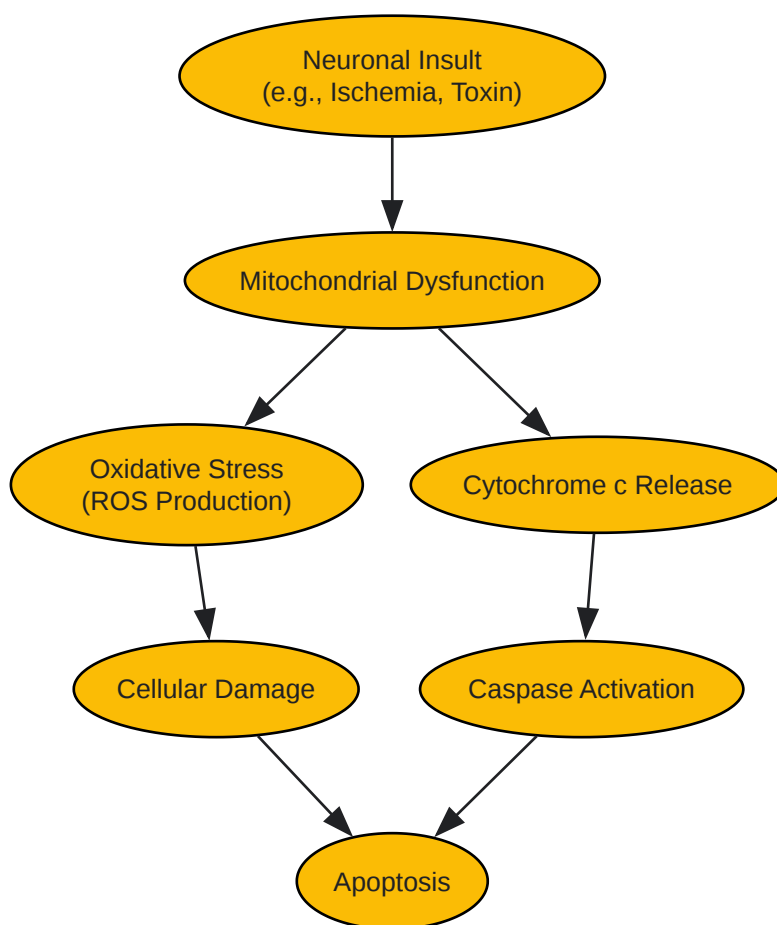 Neuronal Insult
(e.g., Ischemia, Toxin)
Mitochondrial Dysfunction
Oxidative Stress
(ROS Production)
Cytochrome c Release
Cellular Damage
Caspase Activation
Apoptosis